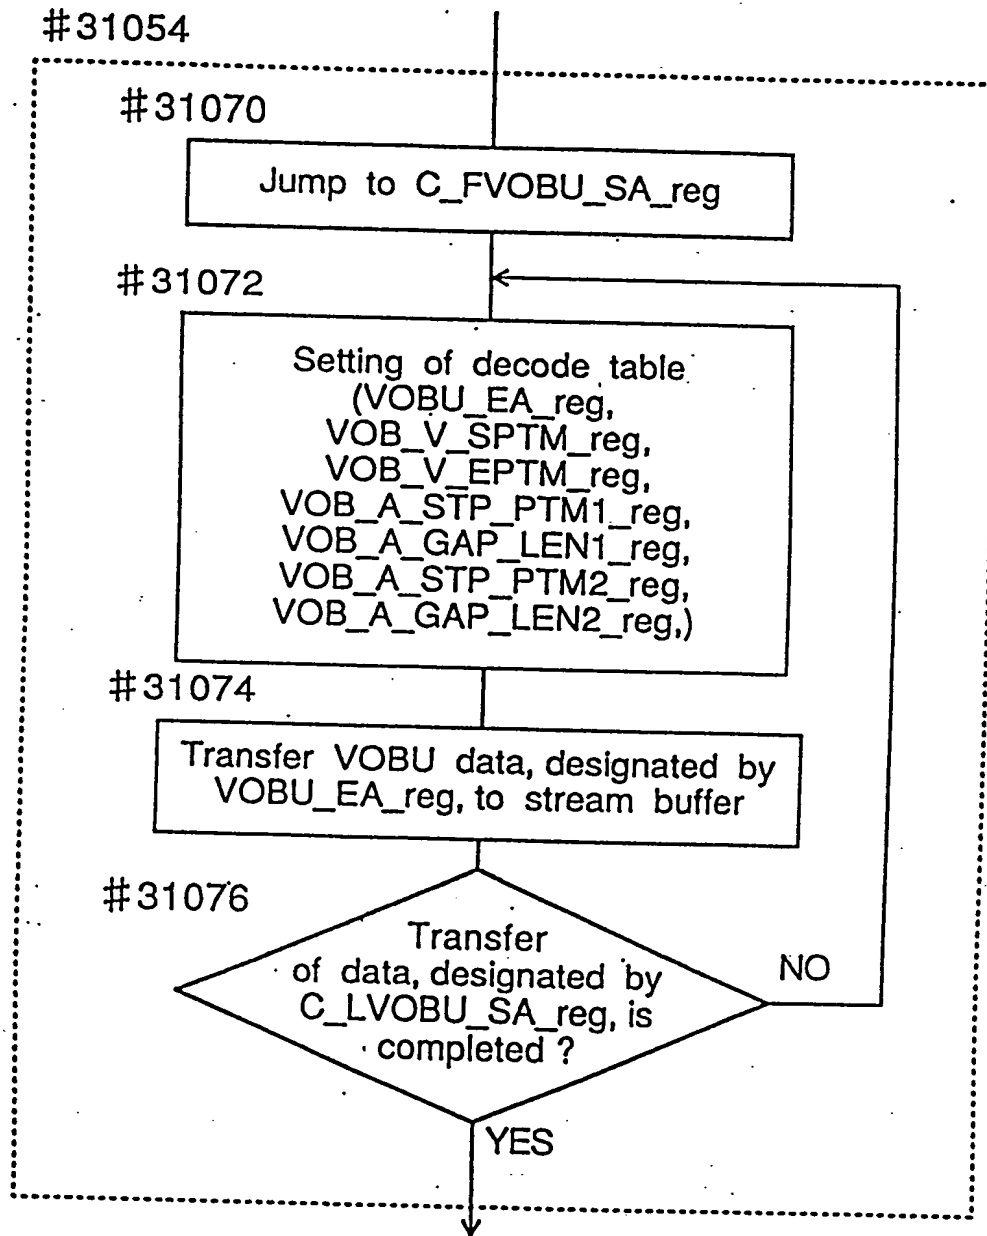 #31054
#31070
Jump to C_FVOBU_SA_reg
#31072
Setting of decode table
(VOBU_EA_reg,
VOB_V_SPTM_reg,
VOB_V_EPTM_reg,
VOB_A_STP_PTM1_reg,
VOB_A_GAP_LEN1_reg,
VOB_A_STP_PTM2_reg,
VOB_A_GAP_LEN2_reg,)
#31074
Transfer VOBU data, designated by
VOBU_EA_reg, to stream buffer
#31076
Transfer
of data, designated by
C_LVOBU_SA_reg, is
completed ?
NO
YES